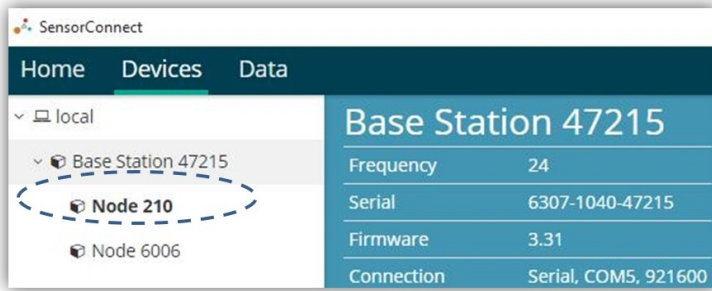 SensorConnect
Home Devices Data
local
Base Station 47215
Node 210
Node 6006
Base Station 47215
Frequency 24
Serial 6307-1040-47215
Firmware 3.31
Connection Serial, COM5, 921600